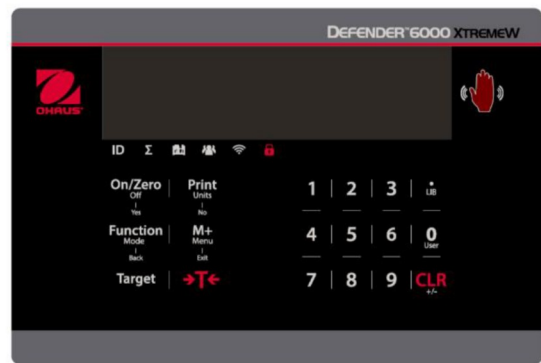 DEFENDER™6000 XTREMEW
OHAUS®
ID Σ
On/Zero Print 1 2 3 .
Off Units LIB
Yes No
Function M+ 4 5 6 0
Mode Menu User
Back Exit
Target →T← 7 8 9 CLR
+/-